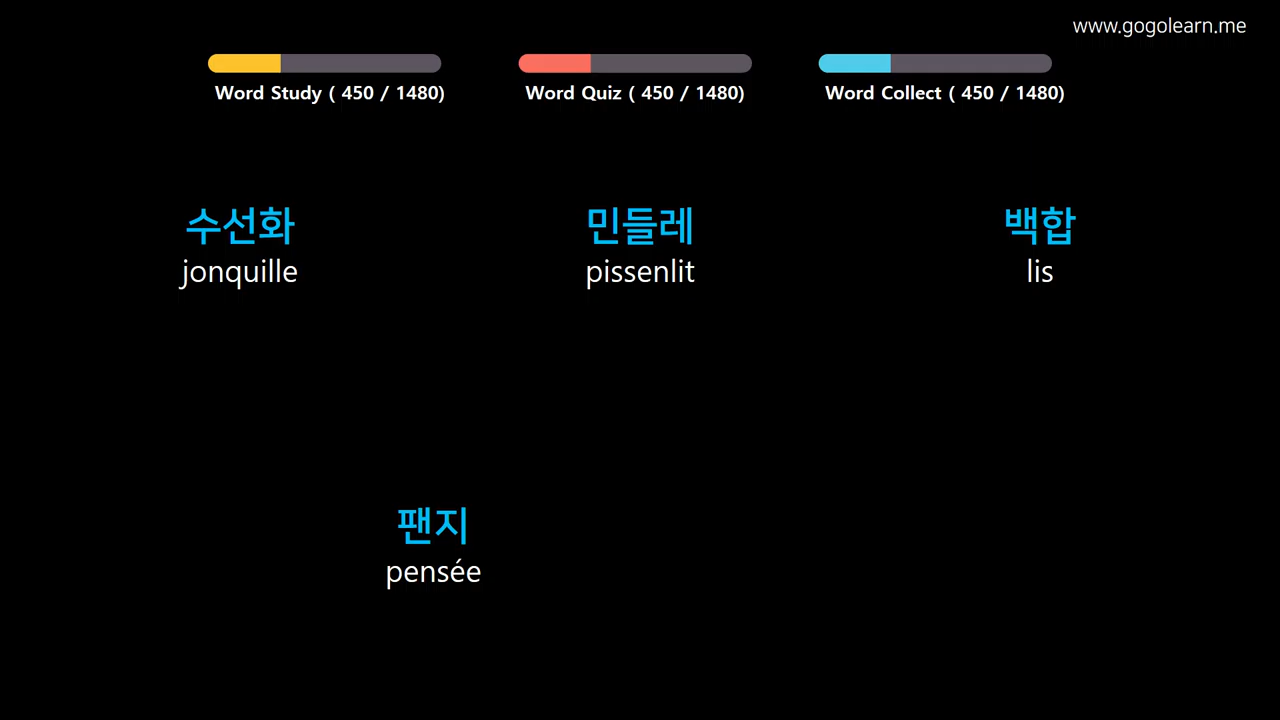 www.gogolearn.me
Word Study ( 450 / 1480)
Word Quiz ( 450 / 1480)
Word Collect ( 450 / 1480)
수선화
jonquille
민들레
pissenlit
백합
lis
팬지
pensée